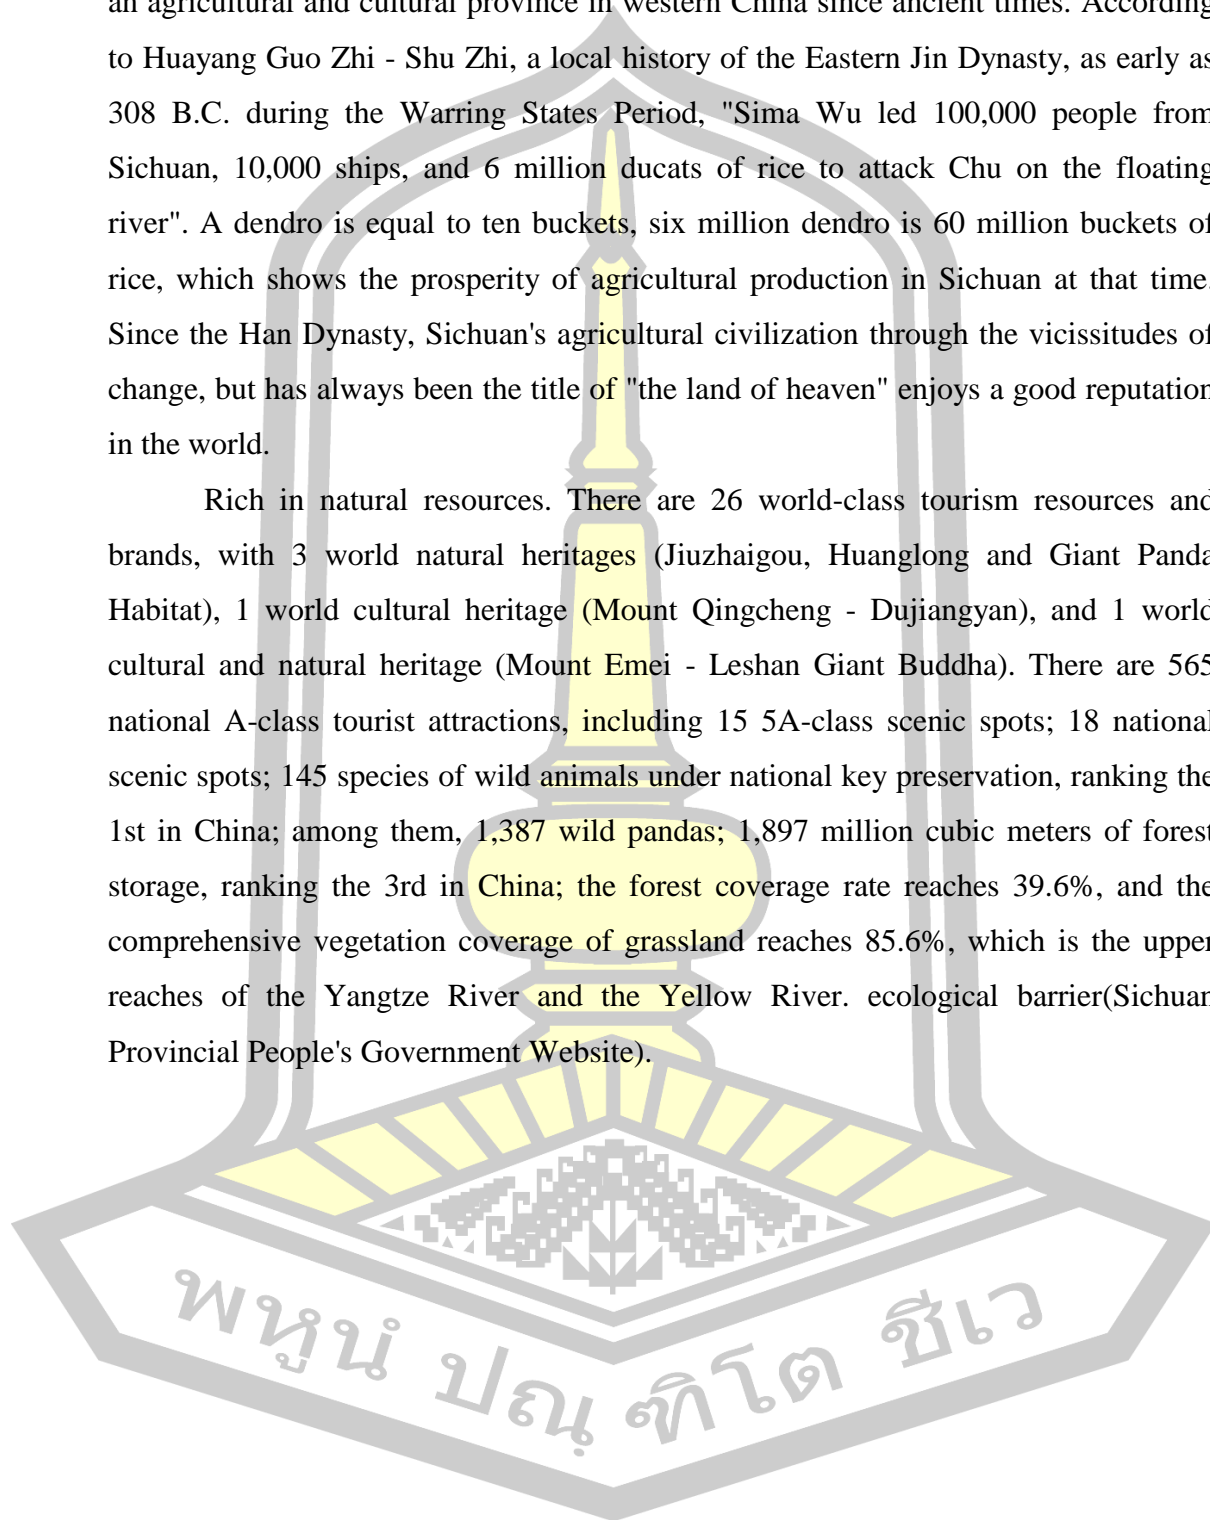 an agricultural and cultural province in western China since ancient times. According
to Huayang Guo Zhi - Shu Zhi, a local history of the Eastern Jin Dynasty, as early as
308 B.C. during the Warring States Period, "Sima Wu led 100,000 people from
Sichuan, 10,000 ships, and 6 million ducats of rice to attack Chu on the floating
river". A dendro is equal to ten buckets, six million dendro is 60 million buckets of
rice, which shows the prosperity of agricultural production in Sichuan at that time.
Since the Han Dynasty, Sichuan's agricultural civilization through the vicissitudes of
change, but has always been the title of "the land of heaven" enjoys a good reputation
in the world.
Rich in natural resources. There are 26 world-class tourism resources and
brands, with 3 world natural heritages (Jiuzhaigou, Huanglong and Giant Panda
Habitat), 1 world cultural heritage (Mount Qingcheng - Dujiangyan), and 1 world
cultural and natural heritage (Mount Emei - Leshan Giant Buddha). There are 565
national A-class tourist attractions, including 15 5A-class scenic spots; 18 national
scenic spots; 145 species of wild animals under national key preservation, ranking the
1st in China; among them, 1,387 wild pandas; 1,897 million cubic meters of forest
storage, ranking the 3rd in China; the forest coverage rate reaches 39.6%, and the
comprehensive vegetation coverage of grassland reaches 85.6%, which is the upper
reaches of the Yangtze River and the Yellow River. ecological barrier(Sichuan
Provincial People's Government Website).
พหูนํ ปณฺฑิโต ชีเว